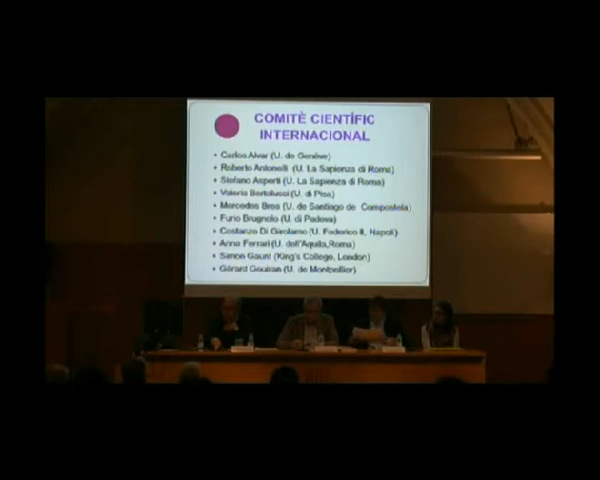 COMITÈ CIENTÍFIC
INTERNACIONAL
• Carlos Alvar (U. de Genève)
• Roberto Antonelli (U. La Sapienza di Roma)
• Stefano Asperti (U. La Sapienza di Roma)
• Valeria Bertolucci (U. di Pisa)
• Mercedes Brea (U. de Santiago de Compostela)
• Furio Brugnolo (U. di Padova)
• Costanzo Di Girolamo (U. Federico II, Napoli)
• Anna Ferrari (U. dell'Aquila,Roma)
• Simon Gaunt (King's College, London)
• Gérard Gouiran (U. de Montpellier)